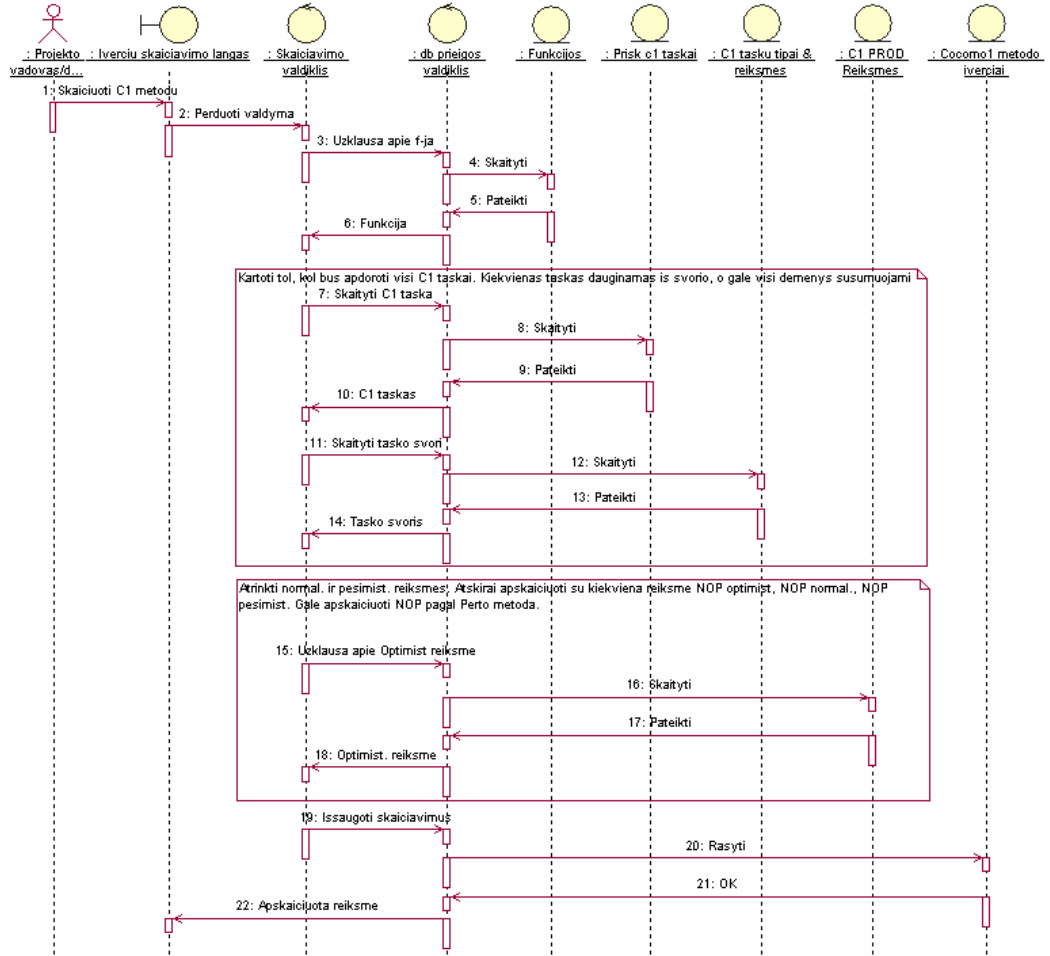 : Projekto
vadovas/d...
: Iverciu skaiciavimo langas
: Skaiciavimo
valdiklis
: db prieigos
valdiklis
: Funkcijos
: Prisk c1 taskai
: C1 tasku tipai &
reiksmes
: C1 PROD
Reiksmes
: Cocomo1 metodo
iverciai
1: Skaiciuoti C1 metodu
2: Perduoti valdyma
3: Uzklausa apie f-ja
4: Skaityti
5: Pateikti
6: Funkcija
Kartoti tol, kol bus apdoroti visi C1 taskai. Kiekvienas taskas dauginamas is svorio, o gale visi demenys susumuojami
7: Skaityti C1 taska
8: Skaityti
9: Pateikti
10: C1 taskas
11: Skaityti tasko svori
12: Skaityti
13: Pateikti
14: Tasko svoris
Atrinkti normal. ir pesimist. reiksmes. Atskirai apskaiciuoti su kiekviena reiksme NOP optimist, NOP normal., NOP
pesimist. Gale apskaiciuoti NOP pagal Perto metoda.
15: Uzklausa apie Optimist reiksme
16: Skaityti
17: Pateikti
18: Optimist. reiksme
19: Issaugoti skaiciavimus
20: Rasyti
21: OK
22: Apskaiciuota reiksme